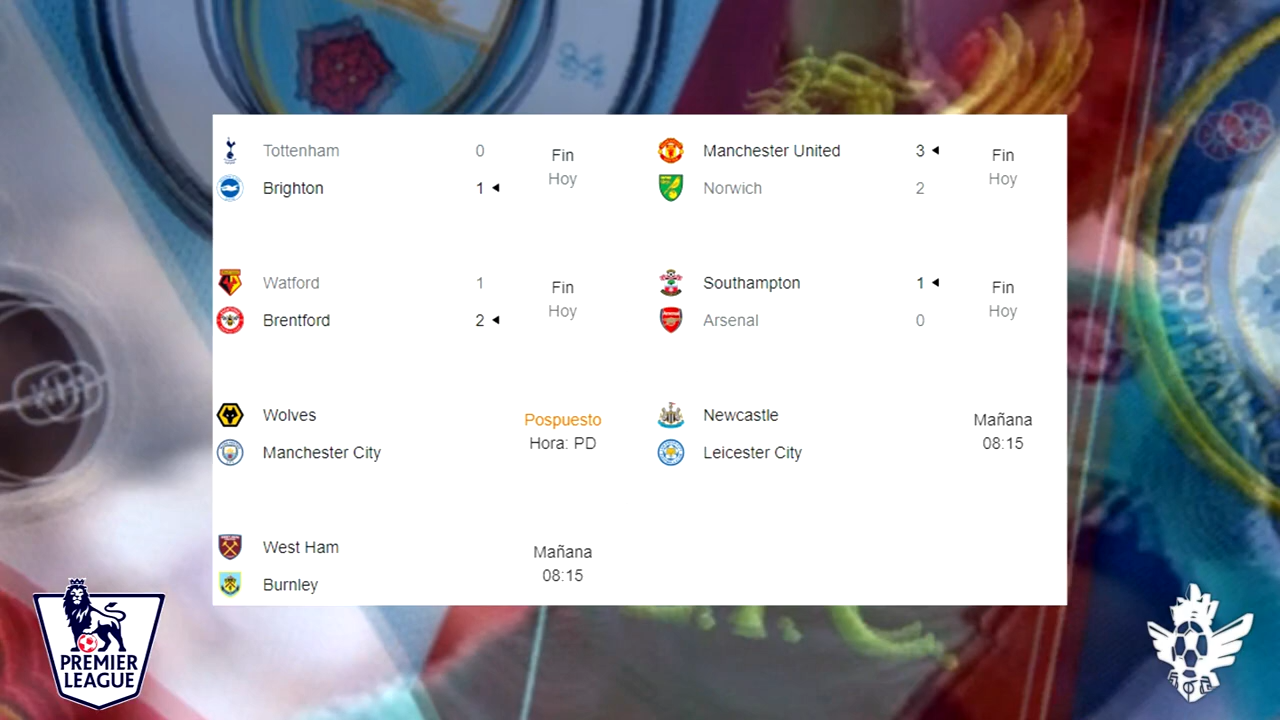 Tottenham 0
Brighton 1
Fin
Hoy
Manchester United 3
Norwich 2
Fin
Hoy
Watford 1
Brentford 2
Fin
Hoy
Southampton 1
Arsenal 0
Fin
Hoy
Wolves
Manchester City
Pospuesto
Hora: PD
Newcastle
Leicester City
Mañana
08:15
West Ham
Burnley
Mañana
08:15
PREMIER
LEAGUE